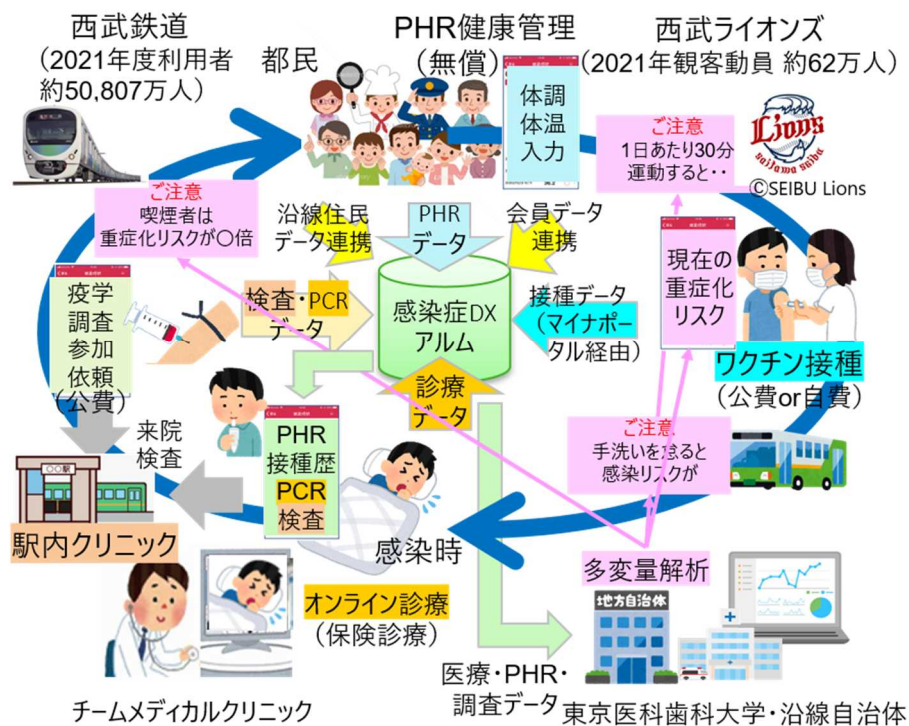 西武鉄道
(2021年度利用者
約50,807万人)
都民
PHR健康管理
(無償)
西武ライオンズ
(2021年観客動員 約62万人)
体調
体温
入力
ご注意
1日あたり30分
運動すると・・
Lions
saitama seibu
©SEIBU Lions
ご注意
喫煙者は
重症化リスクが〇倍
沿線住民
データ連携
PHR
データ
会員データ
連携
現在の
重症化
リスク
疫学
調査
参加
依頼
(公費)
検査・PCR
データ
感染症DX
アルム
接種データ
(マイナポー
タル経由)
ワクチン接種
(公費or自費)
診療
データ
来院
検査
PHR
接種歴
PCR
検査
ご注意
手洗いを怠ると
感染リスクが
〇〇駅
駅内クリニック
感染時
多変量解析
オンライン診療
(保険診療)
地方自治体
医療・PHR・
調査データ
チームメディカルクリニック
東京医科歯科大学・沿線自治体